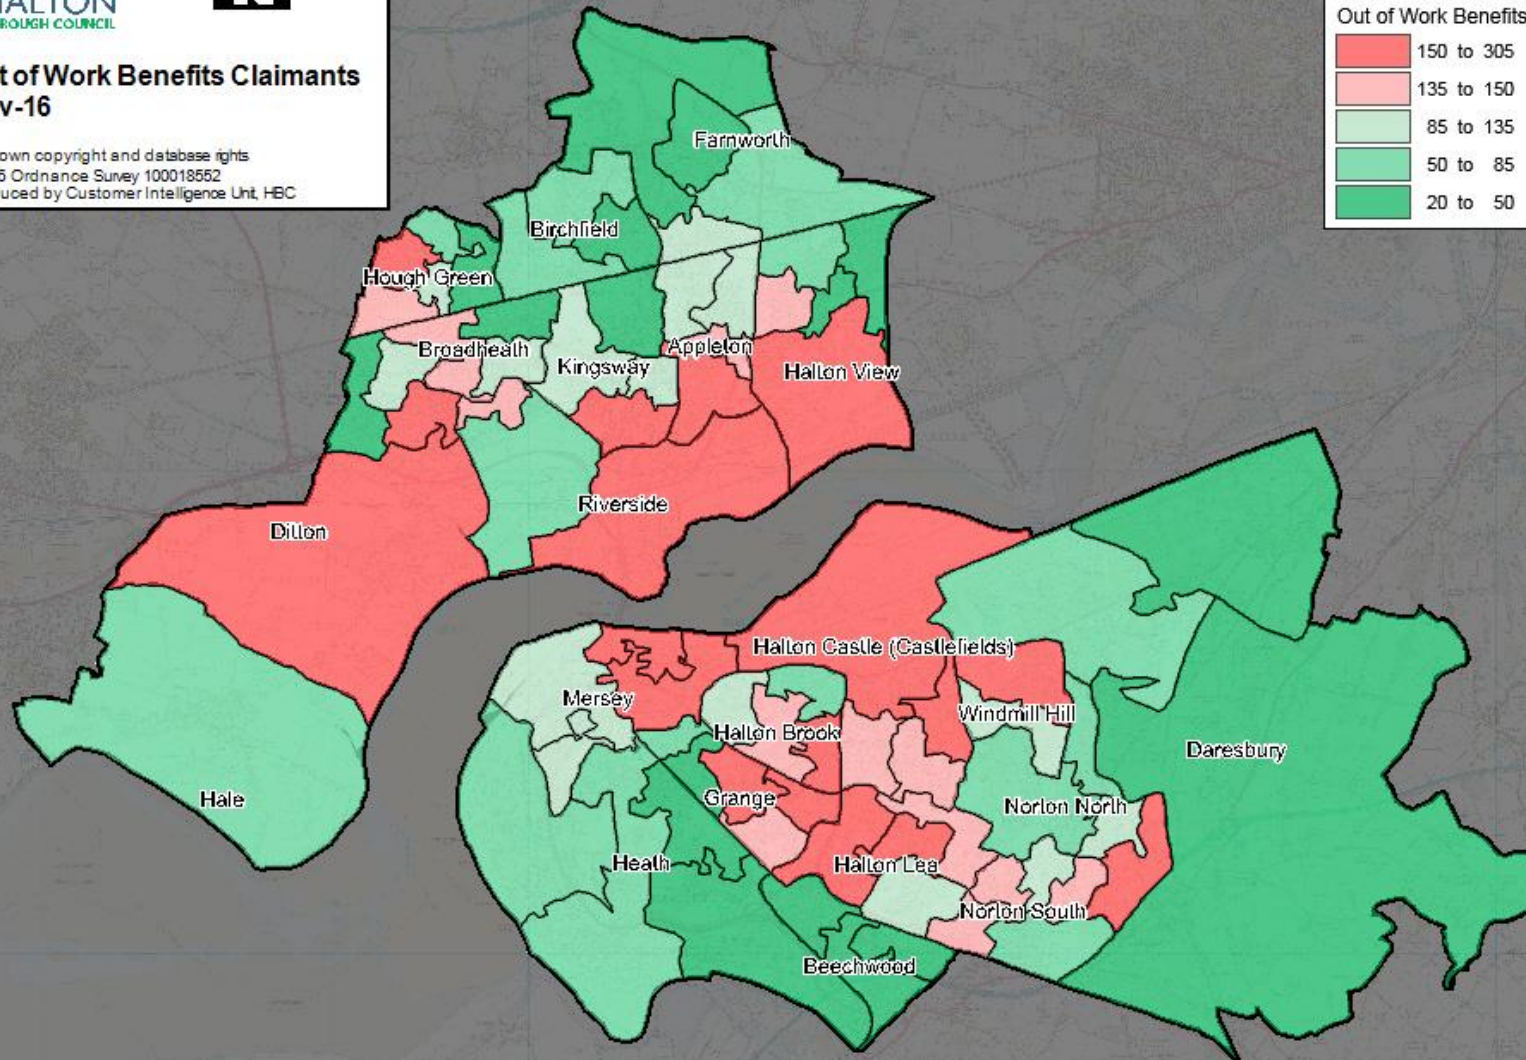 HALTON
ROUGH COUNCIL
t of Work Benefits Claimants
v-16
own copyright and database rights
5 Ordnance Survey 100018552
uced by Customer Intelligence Unit, HBC
Out of Work Benefits
150 to 305
135 to 150
85 to 135
50 to 85
20 to 50
Farnworth
Birchfield
Hough Green
Broadheath
Appleton
Kingsway
Halton View
Riverside
Ditton
Halton Castle (Castlefields)
Mersey
Windmill Hill
Halton Brook
Daresbury
Hale
Grange
Norton North
Heath
Halton Lea
Norton South
Beechwood